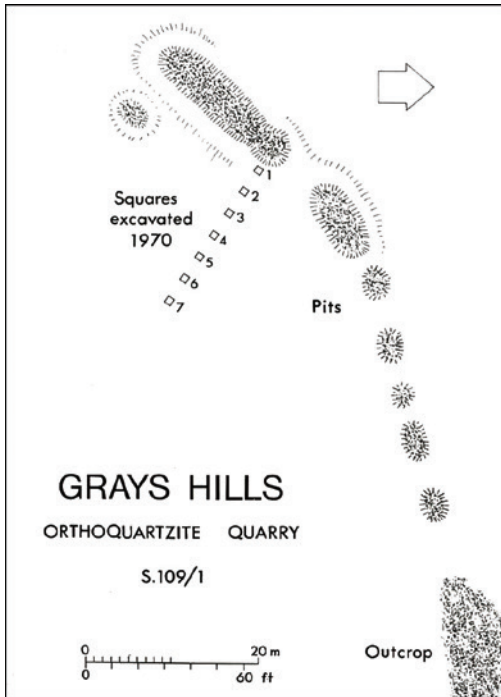 1
2
3
4
5
6
7
Squares
excavated
1970
Pits
GRAYS HILLS
ORTHOQUARTZITE QUARRY
S.109/1
0 20 m
0 60 ft
Outcrop